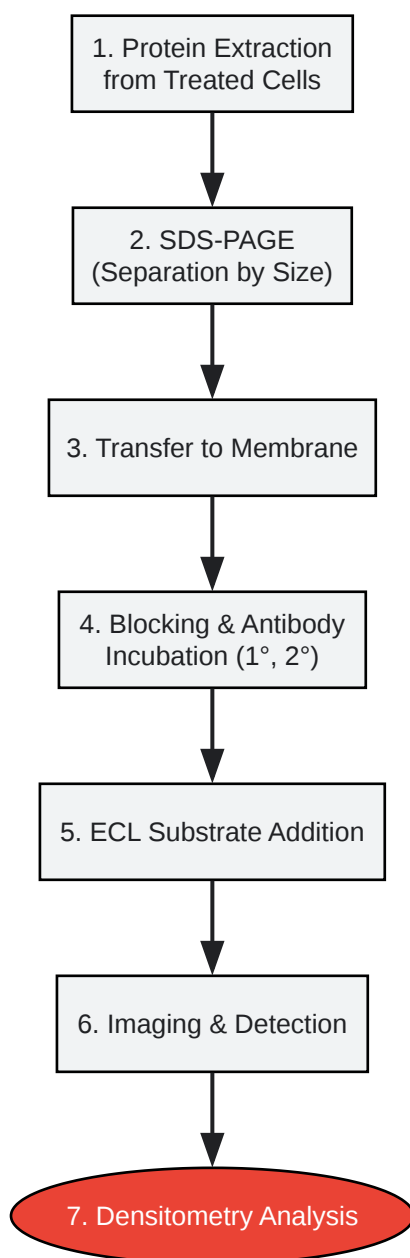 1. Protein Extraction
from Treated Cells
2. SDS-PAGE
(Separation by Size)
3. Transfer to Membrane
4. Blocking & Antibody
Incubation (1°, 2°)
5. ECL Substrate Addition
6. Imaging & Detection
7. Densitometry Analysis